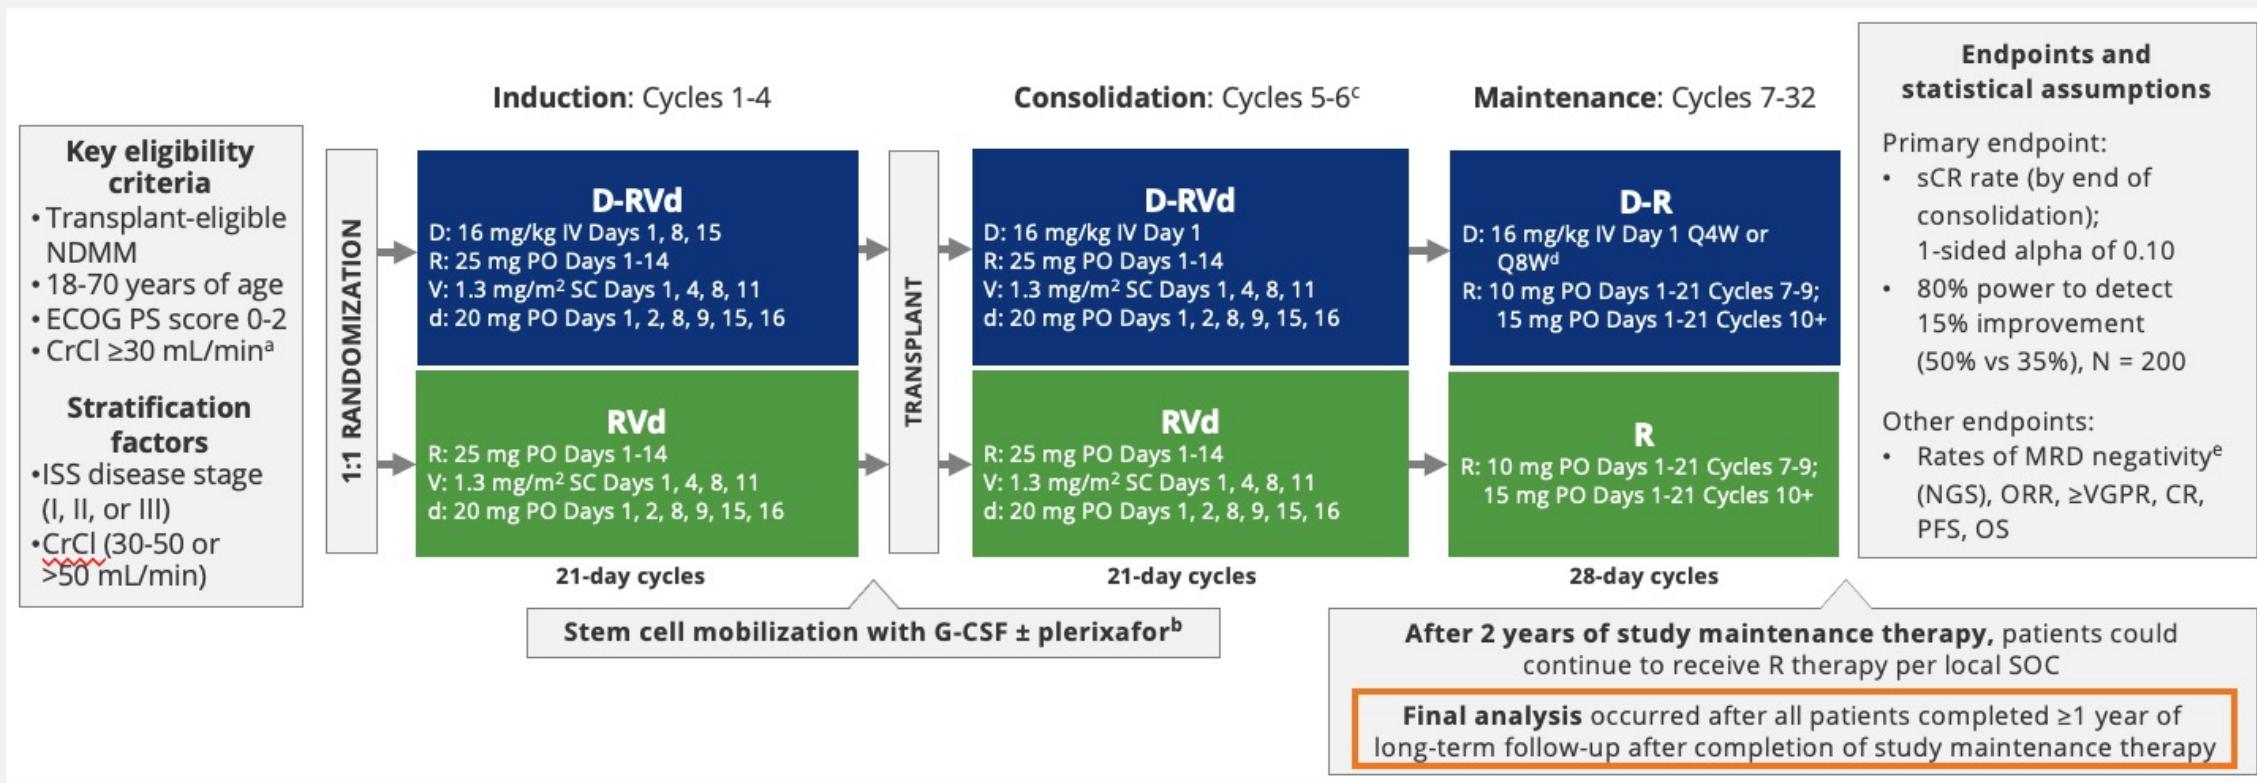 Key eligibility
criteria
• Transplant-eligible
NDMM
• 18-70 years of age
• ECOG PS score 0-2
• CrCl ≥30 mL/minᵃ
Stratification
factors
•ISS disease stage
(I, II, or III)
•CrCl (30-50 or
>50 mL/min)
1:1 RANDOMIZATION
Induction: Cycles 1-4
D-RVd
D: 16 mg/kg IV Days 1, 8, 15
R: 25 mg PO Days 1-14
V: 1.3 mg/m² SC Days 1, 4, 8, 11
d: 20 mg PO Days 1, 2, 8, 9, 15, 16
RVd
R: 25 mg PO Days 1-14
V: 1.3 mg/m² SC Days 1, 4, 8, 11
d: 20 mg PO Days 1, 2, 8, 9, 15, 16
21-day cycles
TRANSPLANT
Stem cell mobilization with G-CSF ± plerixaforᵇ
Consolidation: Cycles 5-6ᶜ
D-RVd
D: 16 mg/kg IV Day 1
R: 25 mg PO Days 1-14
V: 1.3 mg/m² SC Days 1, 4, 8, 11
d: 20 mg PO Days 1, 2, 8, 9, 15, 16
RVd
R: 25 mg PO Days 1-14
V: 1.3 mg/m² SC Days 1, 4, 8, 11
d: 20 mg PO Days 1, 2, 8, 9, 15, 16
21-day cycles
Maintenance: Cycles 7-32
D-R
D: 16 mg/kg IV Day 1 Q4W or
Q8Wᵈ
R: 10 mg PO Days 1-21 Cycles 7-9;
15 mg PO Days 1-21 Cycles 10+
R
R: 10 mg PO Days 1-21 Cycles 7-9;
15 mg PO Days 1-21 Cycles 10+
28-day cycles
Endpoints and
statistical assumptions
Primary endpoint:
• sCR rate (by end of
consolidation);
1-sided alpha of 0.10
• 80% power to detect
15% improvement
(50% vs 35%), N = 200
Other endpoints:
• Rates of MRD negativityᵉ
(NGS), ORR, ≥VGPR, CR,
PFS, OS
After 2 years of study maintenance therapy, patients could
continue to receive R therapy per local SOC
Final analysis occurred after all patients completed ≥1 year of
long-term follow-up after completion of study maintenance therapy